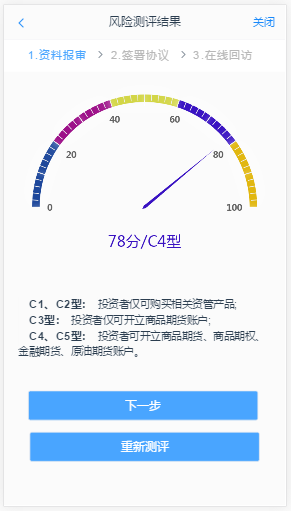 风险测评结果
关闭
1.资料报审 > 2.签署协议 > 3.在线回访
40 60
20 80
0 100
78分/C4型
C1、C2型： 投资者仅可购买相关资管产品;
C3型： 投资者仅可开立商品期货账户;
C4、C5型： 投资者可开立商品期货、商品期权、
金融期货、原油期货账户。
下一步
重新测评